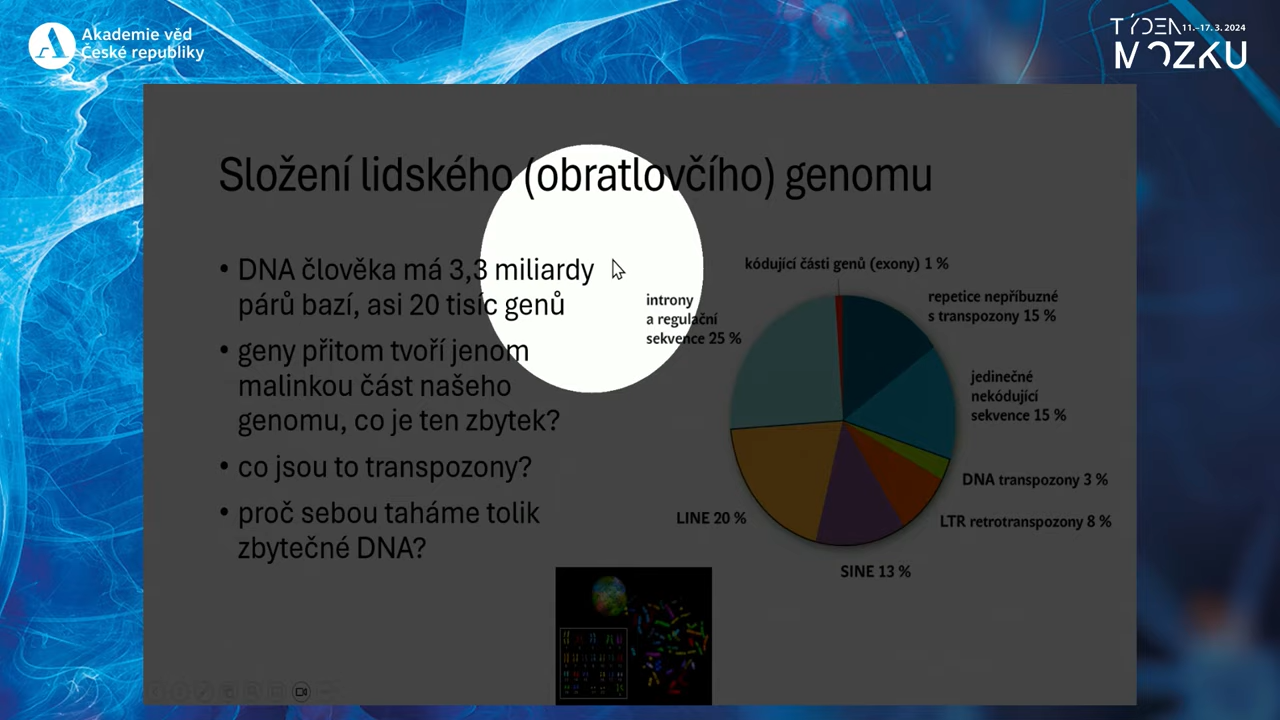 Akademie věd
České republiky
TÝDEN 11.–17. 3. 2024
MOZKU
Složení lidského (obratlovčího) genomu
• DNA člověka má 3,3 miliardy
párů bazí, asi 20 tisíc genů
• geny přitom tvoří jenom
malinkou část našeho
genomu, co je ten zbytek?
• co jsou to transpozony?
• proč sebou taháme tolik
zbytečné DNA?
kódující části genů (exony) 1 %
introny
a regulační
sekvence 25 %
repetice nepříbuzné
s transpozony 15 %
jedinečné
nekódující
sekvence 15 %
DNA transpozony 3 %
LTR retrotranspozony 8 %
LINE 20 %
SINE 13 %